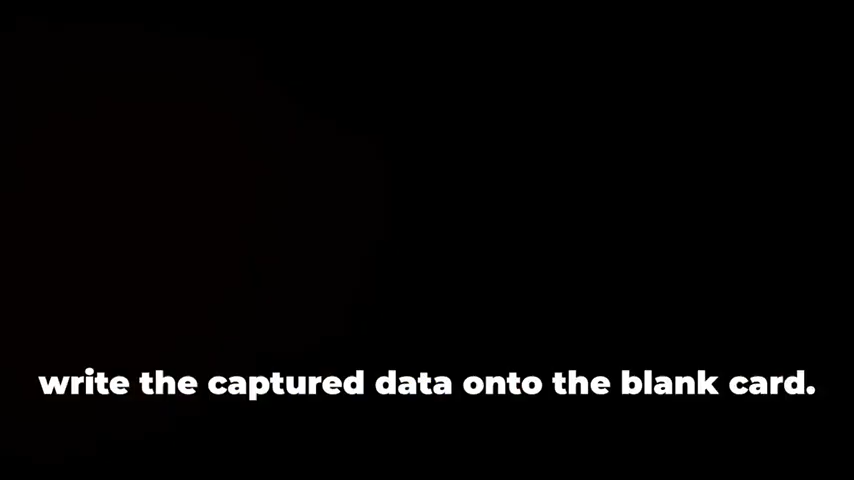 write the captured data onto the blank card.